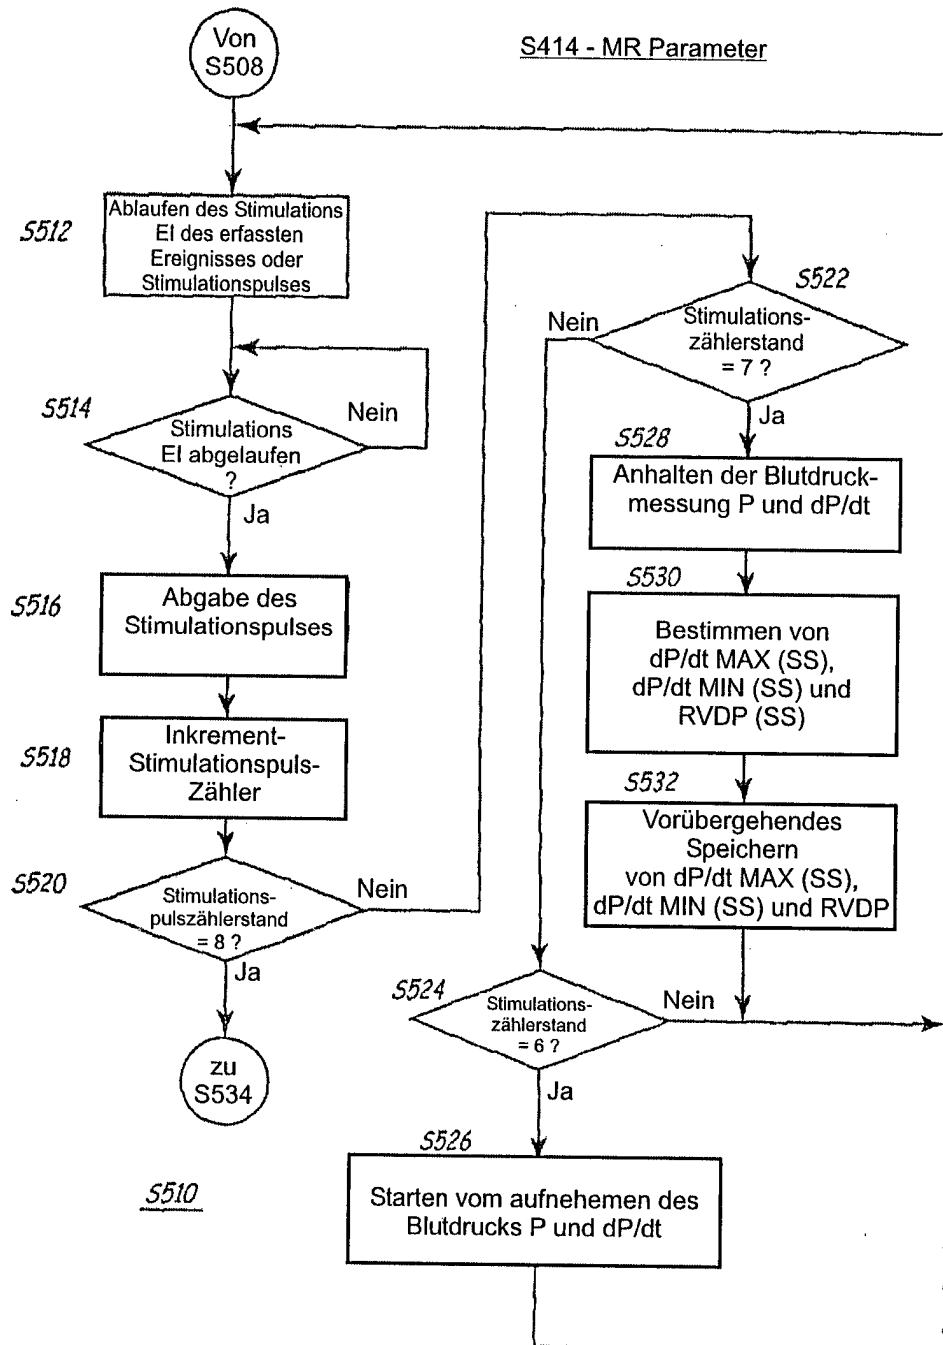 Von
S508
S414 - MR Parameter
S512
Ablaufen des Stimulations
EI des erfassten
Ereignisses oder
Stimulationspulses
S514
Stimulations
EI abgelaufen
?
Nein
Ja
S516
Abgabe des
Stimulationspulses
S518
Inkrement-
Stimulationspuls-
Zähler
S520
Stimulations-
pulszählerstand
= 8 ?
Nein
Ja
zu
S534
S510
S522
Stimulations-
zählerstand
= 7 ?
Nein
Ja
S528
Anhalten der Blutdruck-
messung P und dP/dt
S530
Bestimmen von
dP/dt MAX (SS),
dP/dt MIN (SS) und
RVDP (SS)
S532
Vorübergehendes
Speichern
von dP/dt MAX (SS),
dP/dt MIN (SS) und RVDP
S524
Stimulations-
zählerstand
= 6 ?
Nein
Ja
S526
Starten vom aufnehemen des
Blutdrucks P und dP/dt